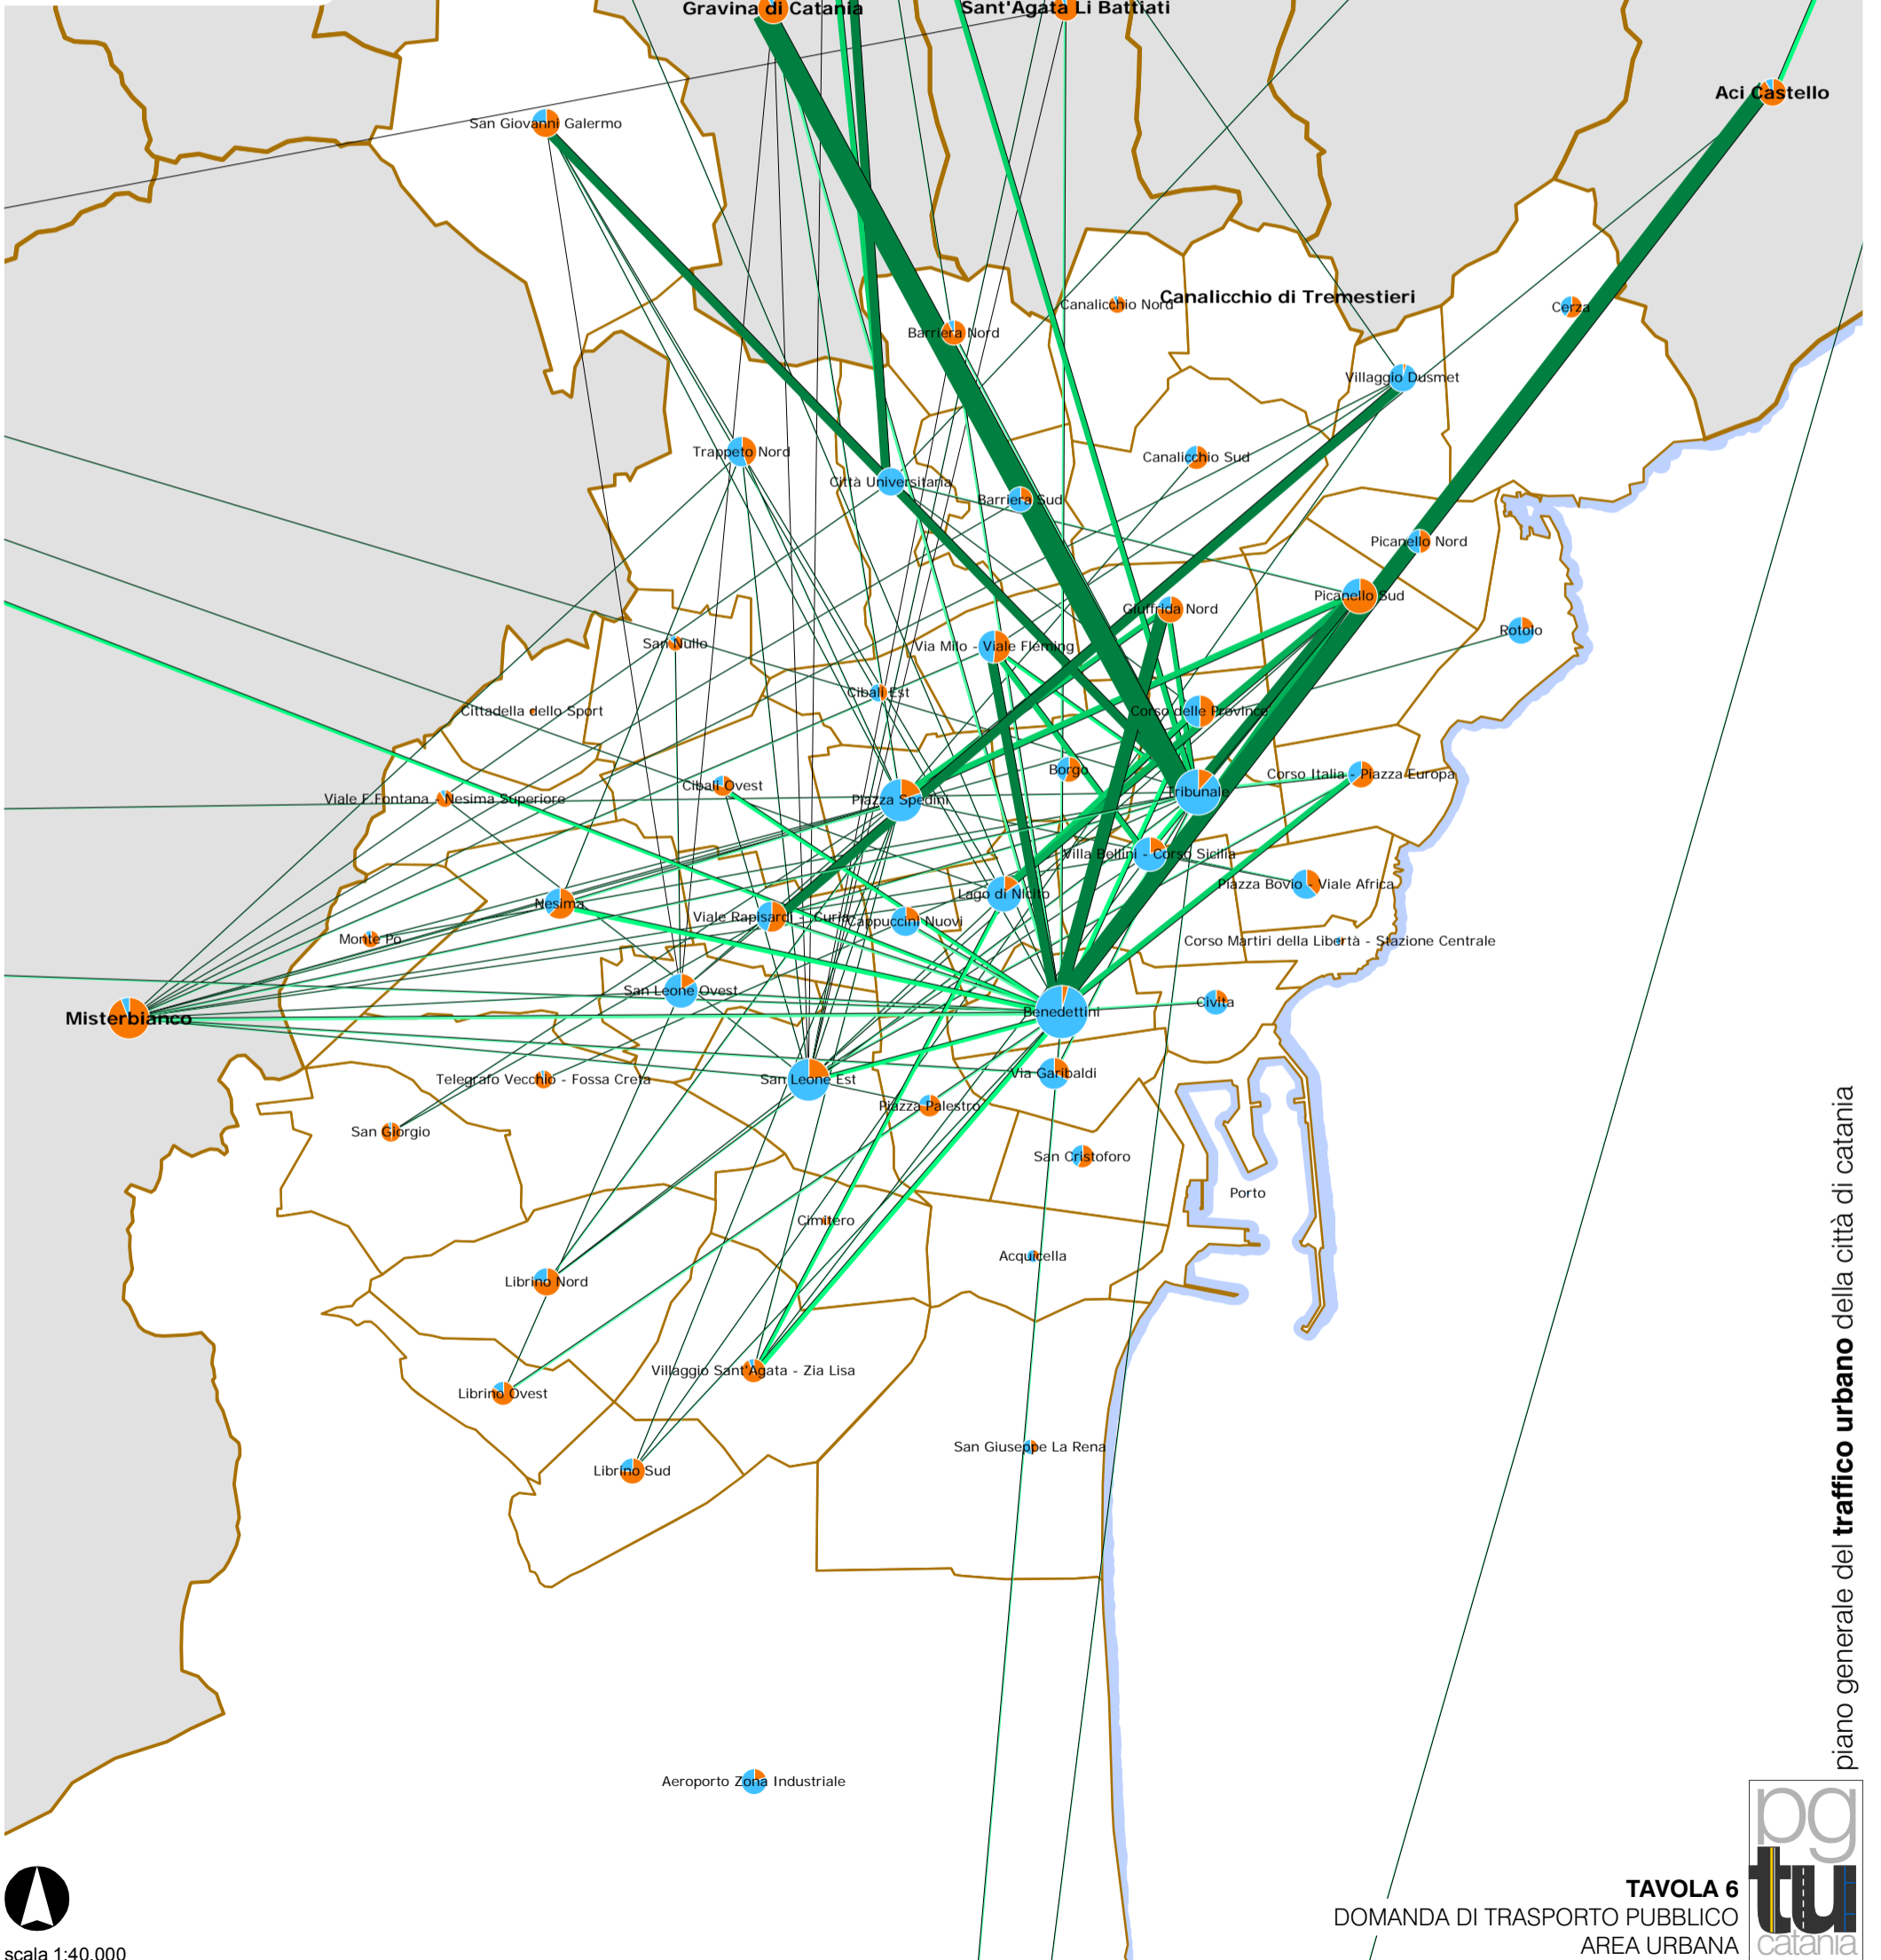 Gravina di Catania
Sant'Agata Li Battiati
Aci Castello
San Giovanni Galermo
Canalicchio Nord
Canalicchio di Tremestieri
Cerza
Barriera Nord
Villaggio Dusmet
Trappeto Nord
Canalicchio Sud
Città Universitaria
Barriera Sud
Picanello Nord
Picanello Sud
Giuffrida Nord
Rotolo
San Nullo
Via Milo - Viale Fleming
Cibali Est
Cittadella dello Sport
Corso delle Province
Borgo
Corso Italia - Piazza Europa
Cibali Ovest
Tribunale
Viale F.Fontana - Nesima Superiore
Piazza Spedini
Villa Bellini - Corso Sicilia
Piazza Bovio - Viale Africa
Lago di Nicito
Nesima
Viale Rapisardi - Curia
Cappuccini Nuovi
Monte Po
Corso Martiri della Libertà - Stazione Centrale
San Leone Ovest
Civita
Benedettini
Misterbianco
Via Garibaldi
Telegrafo Vecchio - Fossa Creta
San Leone Est
Piazza Palestro
San Giorgio
San Cristoforo
Porto
Cimitero
Acquicella
Librino Nord
Villaggio Sant'Agata - Zia Lisa
Librino Ovest
San Giuseppe La Rena
Librino Sud
Aeroporto Zona Industriale
piano generale del traffico urbano della città di catania
pg
tu
catania
TAVOLA 6
DOMANDA DI TRASPORTO PUBBLICO
AREA URBANA
scala 1:40.000